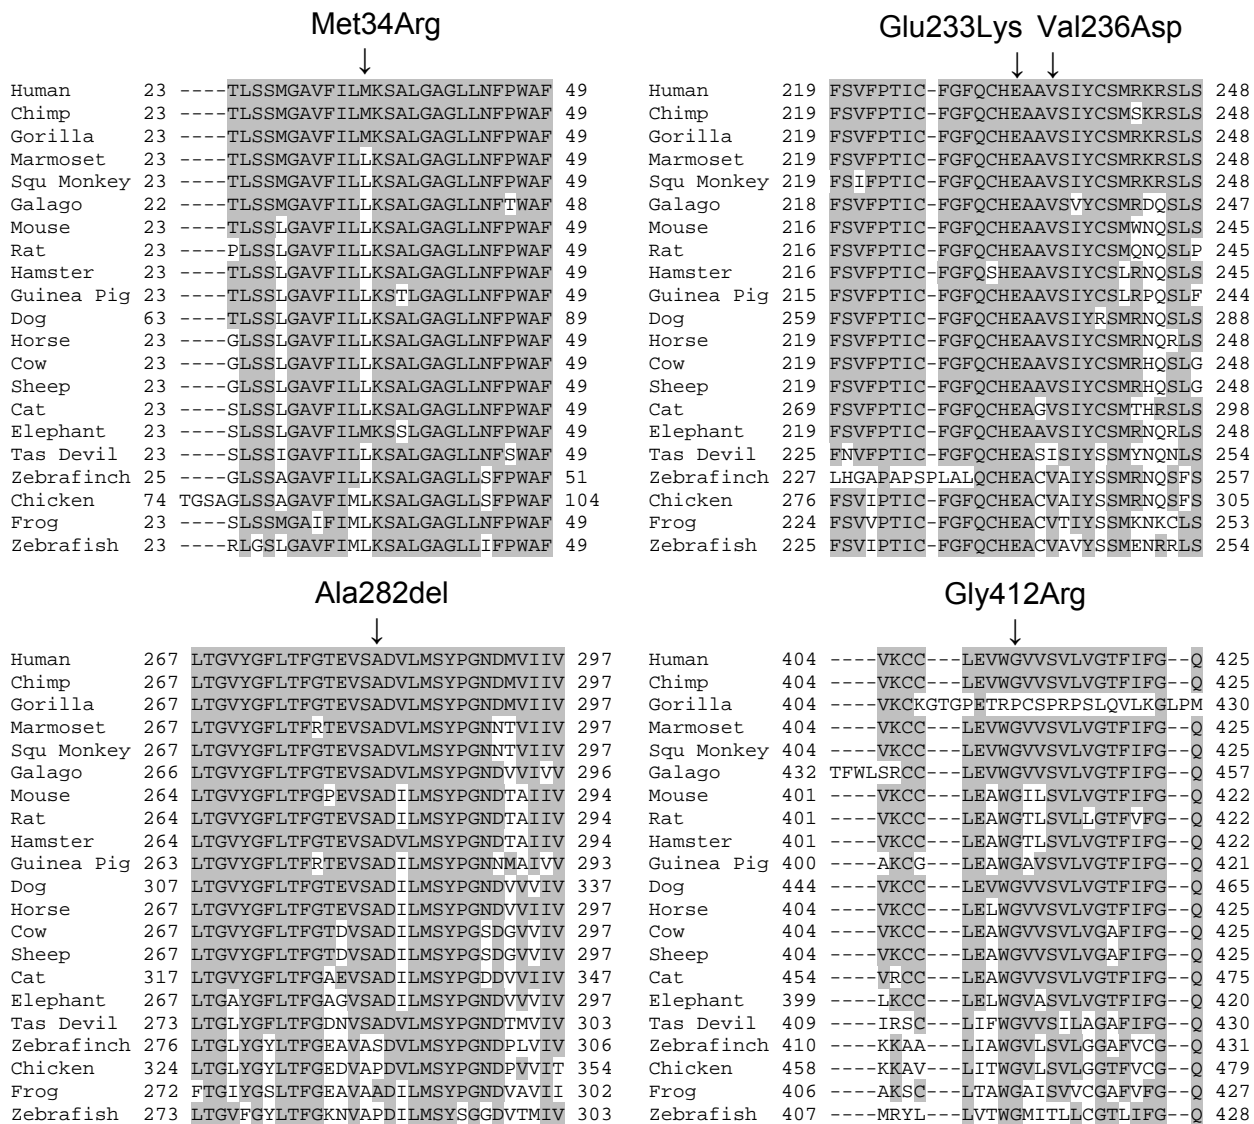 Met34Arg
Human 23 ----TLSSMGAVFILMKSALGAGLLNFPWAF 49
Chimp 23 ----TLSSMGAVFILMKSALGAGLLNFPWAF 49
Gorilla 23 ----TLSSMGAVFILMKSALGAGLLNFPWAF 49
Marmoset 23 ----TLSSMGAVFILLKSALGAGLLNFPWAF 49
Squ Monkey 23 ----TLSSMGAVFILLKSALGAGLLNFPWAF 49
Galago 22 ----TLSSMGAVFILLKSALGAGLLNFTWAF 48
Mouse 23 ----TLSSLGAVFILLKSALGAGLLNFPWAF 49
Rat 23 ----PLSSLGAVFILLKSALGAGLLNFPWAF 49
Hamster 23 ----TLSSLGAVFILLKSALGAGLLNFPWAF 49
Guinea Pig 23 ----TLSSLGAVFILLKSTLGAGLLNFPWAF 49
Dog 63 ----TLSSLGAVFILLKSALGAGLLNFPWAF 89
Horse 23 ----GLSSLGAVFILLKSALGAGLLNFPWAF 49
Cow 23 ----GLSSLGAVFILLKSALGAGLLNFPWAF 49
Sheep 23 ----GLSSLGAVFILLKSALGAGLLNFPWAF 49
Cat 23 ----SLSSLGAVFILLKSALGAGLLNFPWAF 49
Elephant 23 ----SLSSLGAVFILMKSSLGAGLLNFPWAF 49
Tas Devil 23 ----SLSSIGAVFILLKSALGAGLLNFSWAF 49
Zebrafinch 25 ----GLSSAGAVFILLKSALGAGLLSFPWAF 51
Chicken 74 TGSAGLSSAGAVFIMLKSALGAGLLSFPWAF 104
Frog 23 ----SLSSMGAIFIMLKSALGAGLLNFPWAF 49
Zebrafish 23 ----RLGSLGAVFIMLKSALGAGLLIFPWAF 49
Glu233Lys Val236Asp
Human 219 FSVFPTIC-FGFQCHEAAVSIYCSMRKRSLS 248
Chimp 219 FSVFPTIC-FGFQCHEAAVSIYCSMSKRSLS 248
Gorilla 219 FSVFPTIC-FGFQCHEAAVSIYCSMRKRSLS 248
Marmoset 219 FSVFPTIC-FGFQCHEAAVSIYCSMRKRSLS 248
Squ Monkey 219 FSIFPTIC-FGFQCHEAAVSIYCSMRKRSLS 248
Galago 218 FSVFPTIC-FGFQCHEAAVSVYCSMRDQSLS 247
Mouse 216 FSVFPTIC-FGFQCHEAAVSIYCSMWNQSLS 245
Rat 216 FSVFPTIC-FGFQCHEAAVSIYCSMQNQSLP 245
Hamster 216 FSVFPTIC-FGFQSHEAAVSIYCSLRNQSLS 245
Guinea Pig 215 FSVFPTIC-FGFQCHEAAVSIYCSLRPQSLF 244
Dog 259 FSVFPTIC-FGFQCHEAAVSIYRSMRNQSLS 288
Horse 219 FSVFPTIC-FGFQCHEAAVSIYCSMRNQRLS 248
Cow 219 FSVFPTIC-FGFQCHEAAVSIYCSMRHQSLG 248
Sheep 219 FSVFPTIC-FGFQCHEAAVSIYCSMRHQSLG 248
Cat 269 FSVFPTIC-FGFQCHEAGVSIYCSMTHRSLS 298
Elephant 219 FSVFPTIC-FGFQCHEAAVSIYCSMRNQRLS 248
Tas Devil 225 FNVFPTIC-FGFQCHEASISIYSSMYNQNLS 254
Zebrafinch 227 LHGAPAPSPLALQCHEACVAIYSSMRNQSFS 257
Chicken 276 FSVIPTIC-FGFQCHEACVAIYSSMRNQSFS 305
Frog 224 FSVVPTIC-FGFQCHEACVTIYSSMKNKCLS 253
Zebrafish 225 FSVIPTIC-FGFQCHEACVAVYSSMENRRLS 254
Ala282del
Human 267 LTGVYGFLTFGTEVSADVLMSYPGNDMVIIV 297
Chimp 267 LTGVYGFLTFGTEVSADVLMSYPGNDMVIIV 297
Gorilla 267 LTGVYGFLTFGTEVSADVLMSYPGNDMVIIV 297
Marmoset 267 LTGVYGFLTFRTEVSADVLMSYPGNNTVIIV 297
Squ Monkey 267 LTGVYGFLTFGTEVSADVLMSYPGNNTVIIV 297
Galago 266 LTGVYGFLTFGTEVSADVLMSYPGNDVVIVV 296
Mouse 264 LTGVYGFLTFGPEVSADILMSYPGNDTAIIV 294
Rat 264 LTGVYGFLTFGTEVSADILMSYPGNDTAIIV 294
Hamster 264 LTGVYGFLTFGTEVSADVLMSYPGNDTAIIV 294
Guinea Pig 263 LTGVYGFLTFRTEVSADILMSYPGNNMAIVV 293
Dog 307 LTGVYGFLTFGTEVSADILMSYPGNDVVVIV 337
Horse 267 LTGVYGFLTFGTEVSADILMSYPGNDVVIIV 297
Cow 267 LTGVYGFLTFGTDVSADILMSYPGSDGVVIV 297
Sheep 267 LTGVYGFLTFGTDVSADILMSYPGSDGVVIV 297
Cat 317 LTGVYGFLTFGAEVSADILMSYPGDDVVIIV 347
Elephant 267 LTGAYGFLTFGAGVSADILMSYPGNDVVVIV 297
Tas Devil 273 LTGLYGFLTFGDNVSADVLMSYPGNDTMVIV 303
Zebrafinch 276 LTGLYGYLTFGEAVASDVLMSYPGNDPLVIV 306
Chicken 324 LTGLYGYLTFGEDVAPDVLMSYPGNDPVVIT 354
Frog 272 FTGIYGSLTFGEAVAADILMSYPGNDVAVII 302
Zebrafish 273 LTGVFGYLTFGKNVAPDILMSYSGGDVTMIV 303
Gly412Arg
Human 404 ----VKCC---LEVWGVVSVLVGTFIFG--Q 425
Chimp 404 ----VKCC---LEVWGVVSVLVGTFIFG--Q 425
Gorilla 404 ----VKCKGTGPETRPCSPRPSLQVLKGLPM 430
Marmoset 404 ----VKCC---LEVWGVVSVLVGTFIFG--Q 425
Squ Monkey 404 ----VKCC---LEVWGVVSVLVGTFIFG--Q 425
Galago 432 TFWLSRCC---LEVWGVVSVLVGTFIFG--Q 457
Mouse 401 ----VKCC---LEAWGILSVLVGTFIFG--Q 422
Rat 401 ----VKCC---LEAWGTLSVLLGTFVFG--Q 422
Hamster 401 ----VKCC---LEAWGTLSVLVGTFIFG--Q 422
Guinea Pig 400 ----AKCG---LEAWGAVSVLVGTFIFG--Q 421
Dog 444 ----VKCC---LEVWGVVSVLVGTFIFG--Q 465
Horse 404 ----VKCC---LELWGVVSVLVGTFIFG--Q 425
Cow 404 ----VKCC---LEAWGVVSVLVGAFIFG--Q 425
Sheep 404 ----VKCC---LEAWGVVSVLVGAFIFG--Q 425
Cat 454 ----VRCC---LEAWGVVSVLVGTFIFG--Q 475
Elephant 399 ----LKCC---LELWGVASVLVGTFIFG--Q 420
Tas Devil 409 ----IRSC---LIFWGVVSILAGAFIFG--Q 430
Zebrafinch 410 ----KKAA---LIAWGVLSVLGGAFVCG--Q 431
Chicken 458 ----KKAV---LITWGVLSVLGGTFVCG--Q 479
Frog 406 ----AKSC---LTAWGAISVVCGAFVFG--Q 427
Zebrafish 407 ----MRYL---LVTWGMITLLCGTLIFG--Q 428